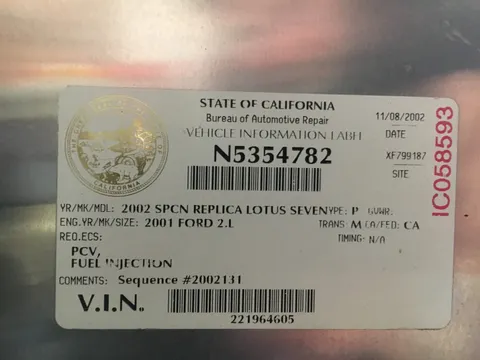 STATE OF CALIFORNIA
Bureau of Automotive Repair
VEHICLE INFORMATION LABEL
N5354782
11/08/2002
DATE
XF799187
SITE
IC058593
CALIFORNIA
YR/MK/MDL: 2002 SPCN REPLICA LOTUS SEVEN TYPE: P GVWR:
ENG.YR/MK/SIZE: 2001 FORD 2.L TRANS: M CA/FED: CA
REQ.ECS: TIMING: N/A
PCV,
FUEL INJECTION
COMMENTS: Sequence #2002131
V.I.N.
221964605